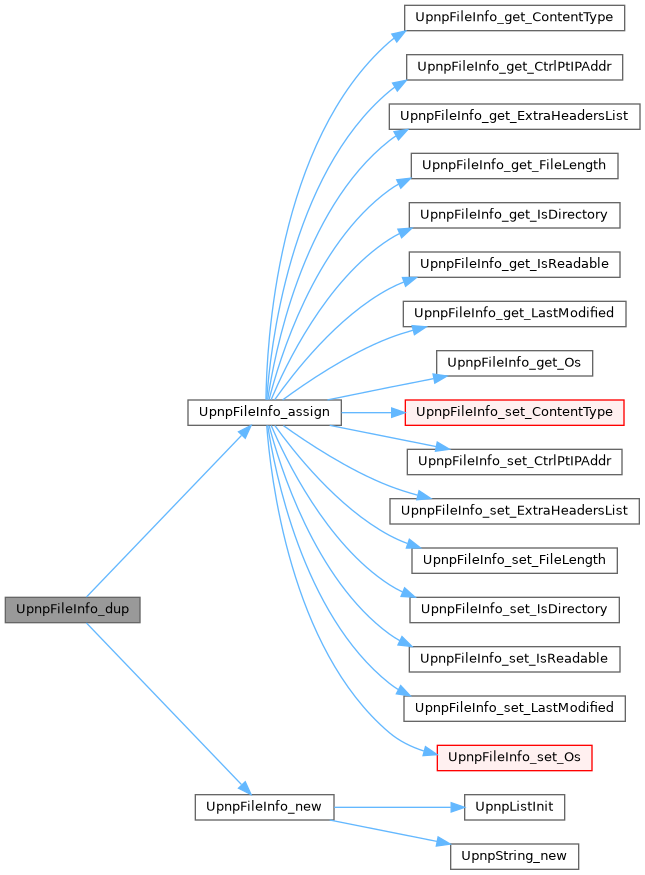 UpnpFileInfo_get_ContentType
UpnpFileInfo_get_CtrlPtIPAddr
UpnpFileInfo_get_ExtraHeadersList
UpnpFileInfo_get_FileLength
UpnpFileInfo_get_IsDirectory
UpnpFileInfo_get_IsReadable
UpnpFileInfo_get_LastModified
UpnpFileInfo_get_Os
UpnpFileInfo_assign
UpnpFileInfo_set_ContentType
UpnpFileInfo_set_CtrlPtIPAddr
UpnpFileInfo_set_ExtraHeadersList
UpnpFileInfo_set_FileLength
UpnpFileInfo_dup
UpnpFileInfo_set_IsDirectory
UpnpFileInfo_set_IsReadable
UpnpFileInfo_set_LastModified
UpnpFileInfo_set_Os
UpnpFileInfo_new
UpnpListInit
UpnpString_new